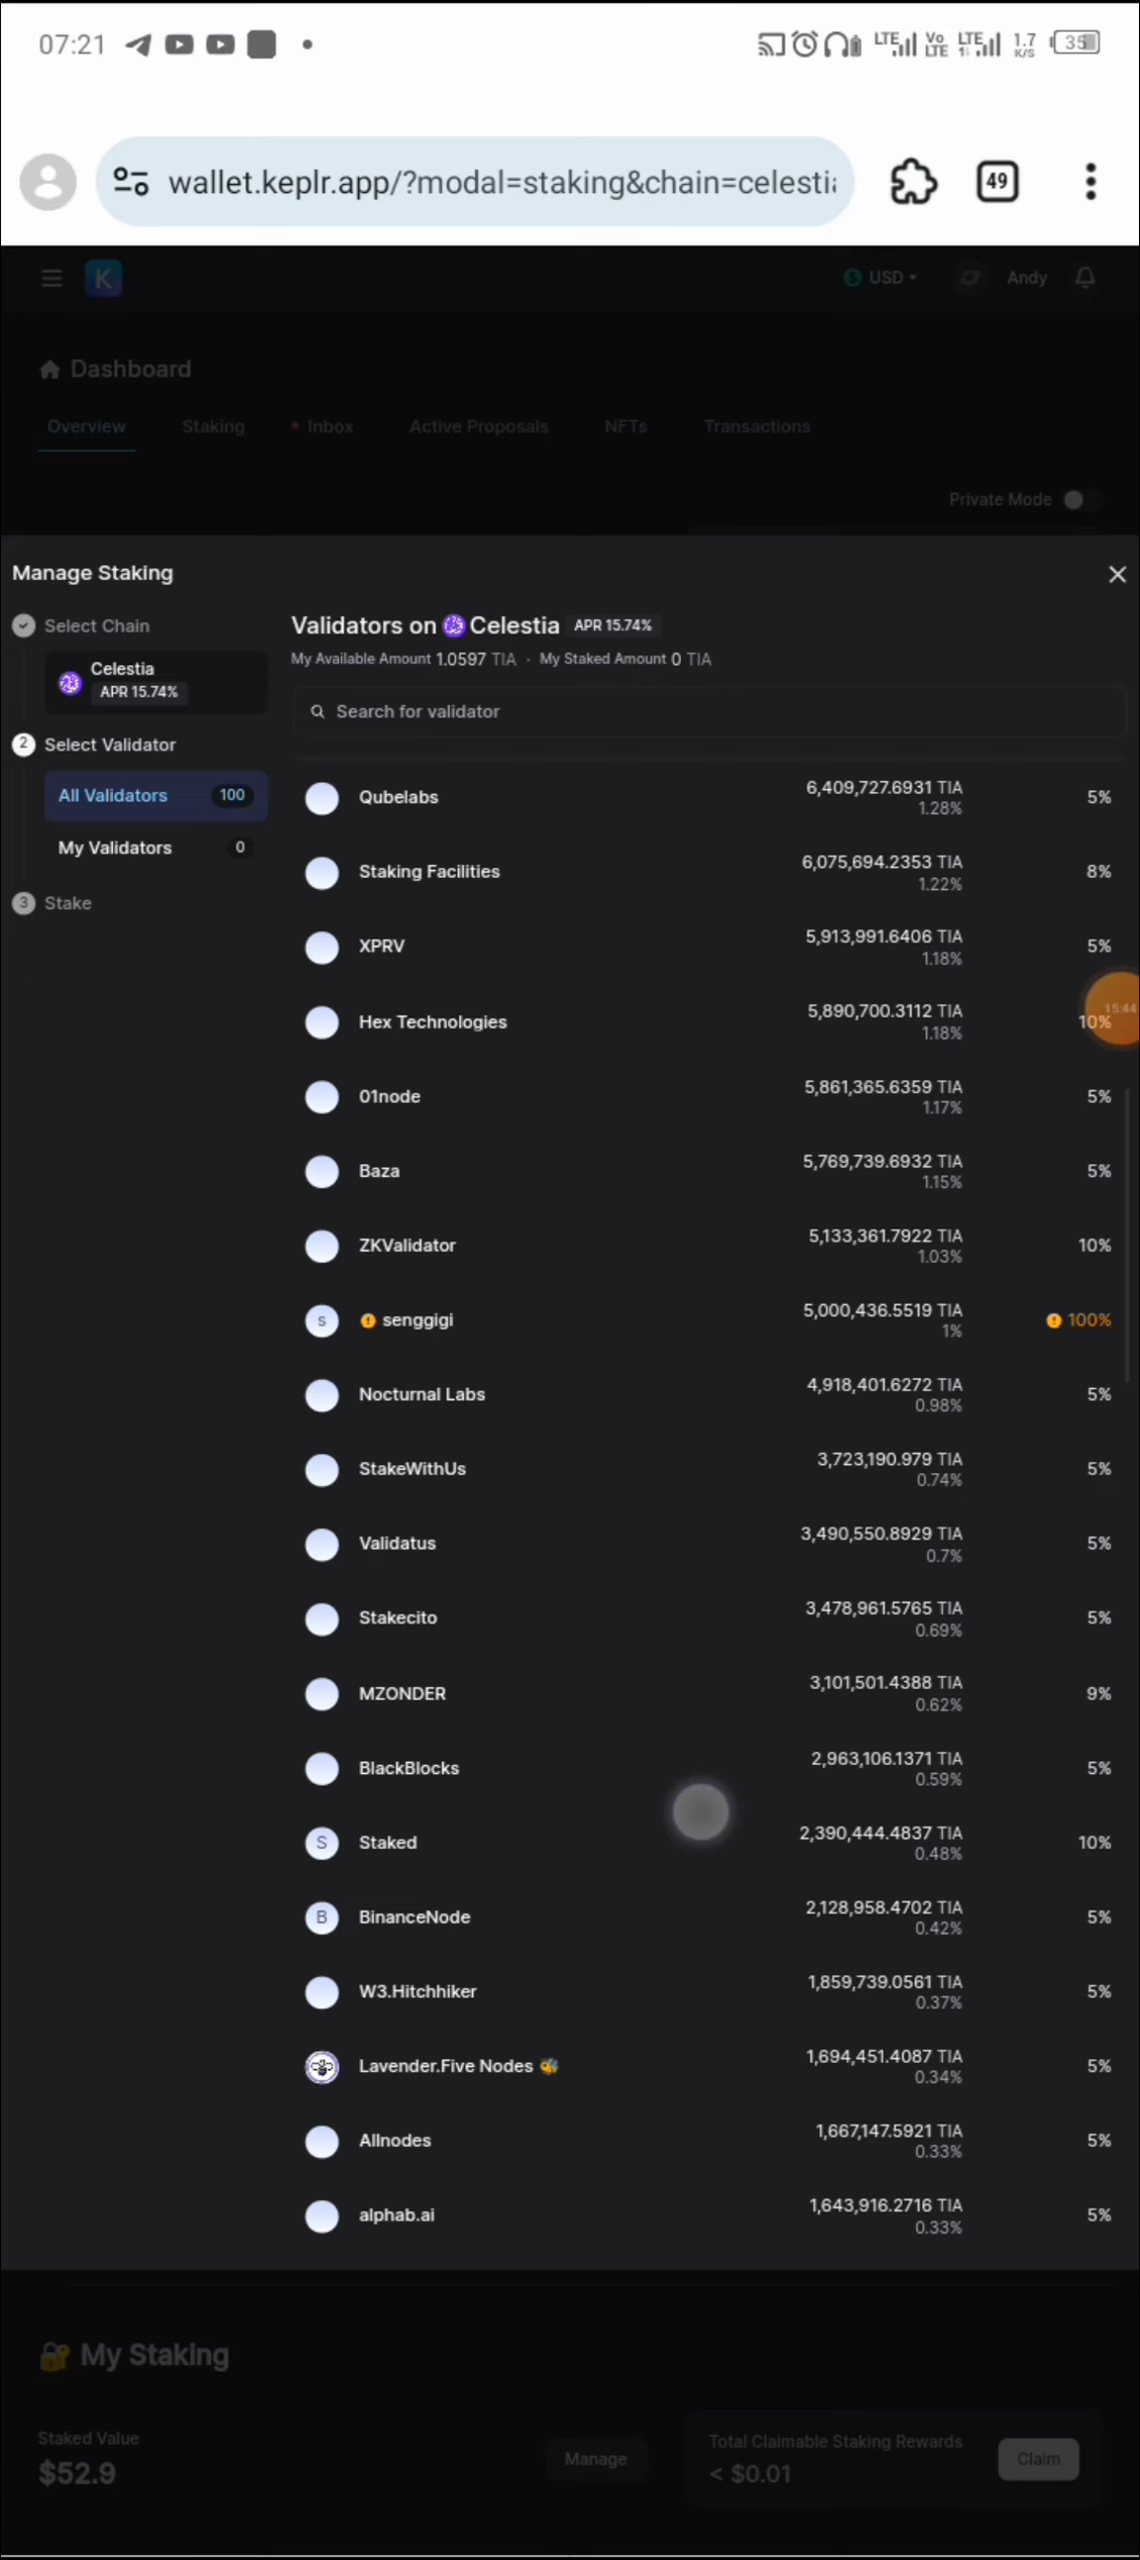 07:21
LTE Vo LTE LTE 1.7 K/S 35
wallet.keplr.app/?modal=staking&chain=celestia
49
K
USD
Andy
Dashboard
Overview Staking Inbox Active Proposals NFTs Transactions
Private Mode
Manage Staking
Select Chain
Celestia
APR 15.74%
2 Select Validator
All Validators 100
My Validators 0
3 Stake
Validators on Celestia APR 15.74%
My Available Amount 1.0597 TIA · My Staked Amount 0 TIA
Search for validator
Qubelabs 6,409,727.6931 TIA 5%
1.28%
Staking Facilities 6,075,694.2353 TIA 8%
1.22%
XPRV 5,913,991.6406 TIA 5%
1.18%
15:44
Hex Technologies 5,890,700.3112 TIA 10%
1.18%
01node 5,861,365.6359 TIA 5%
1.17%
Baza 5,769,739.6932 TIA 5%
1.15%
ZKValidator 5,133,361.7922 TIA 10%
1.03%
s senggigi 5,000,436.5519 TIA 100%
1%
Nocturnal Labs 4,918,401.6272 TIA 5%
0.98%
StakeWithUs 3,723,190.979 TIA 5%
0.74%
Validatus 3,490,550.8929 TIA 5%
0.7%
Stakecito 3,478,961.5765 TIA 5%
0.69%
MZONDER 3,101,501.4388 TIA 9%
0.62%
BlackBlocks 2,963,106.1371 TIA 5%
0.59%
S Staked 2,390,444.4837 TIA 10%
0.48%
B BinanceNode 2,128,958.4702 TIA 5%
0.42%
W3.Hitchhiker 1,859,739.0561 TIA 5%
0.37%
Lavender.Five Nodes 🐝 1,694,451.4087 TIA 5%
0.34%
Allnodes 1,667,147.5921 TIA 5%
0.33%
alphab.ai 1,643,916.2716 TIA 5%
0.33%
🔐 My Staking
Staked Value
$52.9
Manage
Total Claimable Staking Rewards
< $0.01
Claim